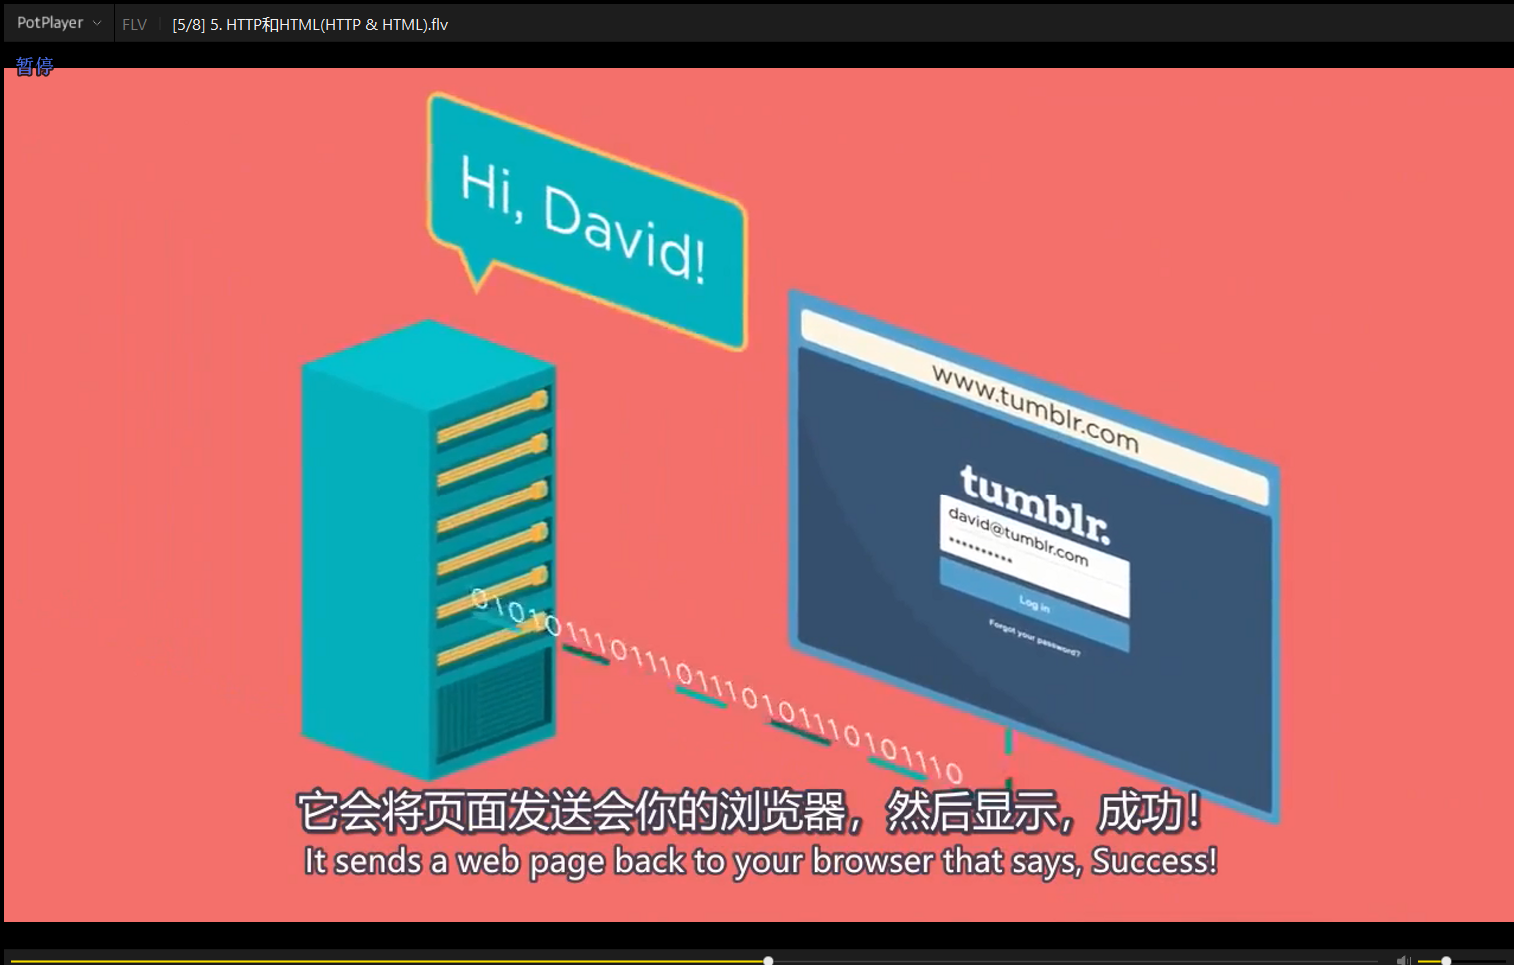 PotPlayer
FLV
[5/8] 5. HTTP和HTML(HTTP & HTML).flv
暂停
Hi, David!
www.tumblr.com
tumblr.
david@tumblr.com
••••••••••
Log in
Forgot your password?
01010111011101110101110101110
它会将页面发送会你的浏览器，然后显示，成功！
It sends a web page back to your browser that says, Success!